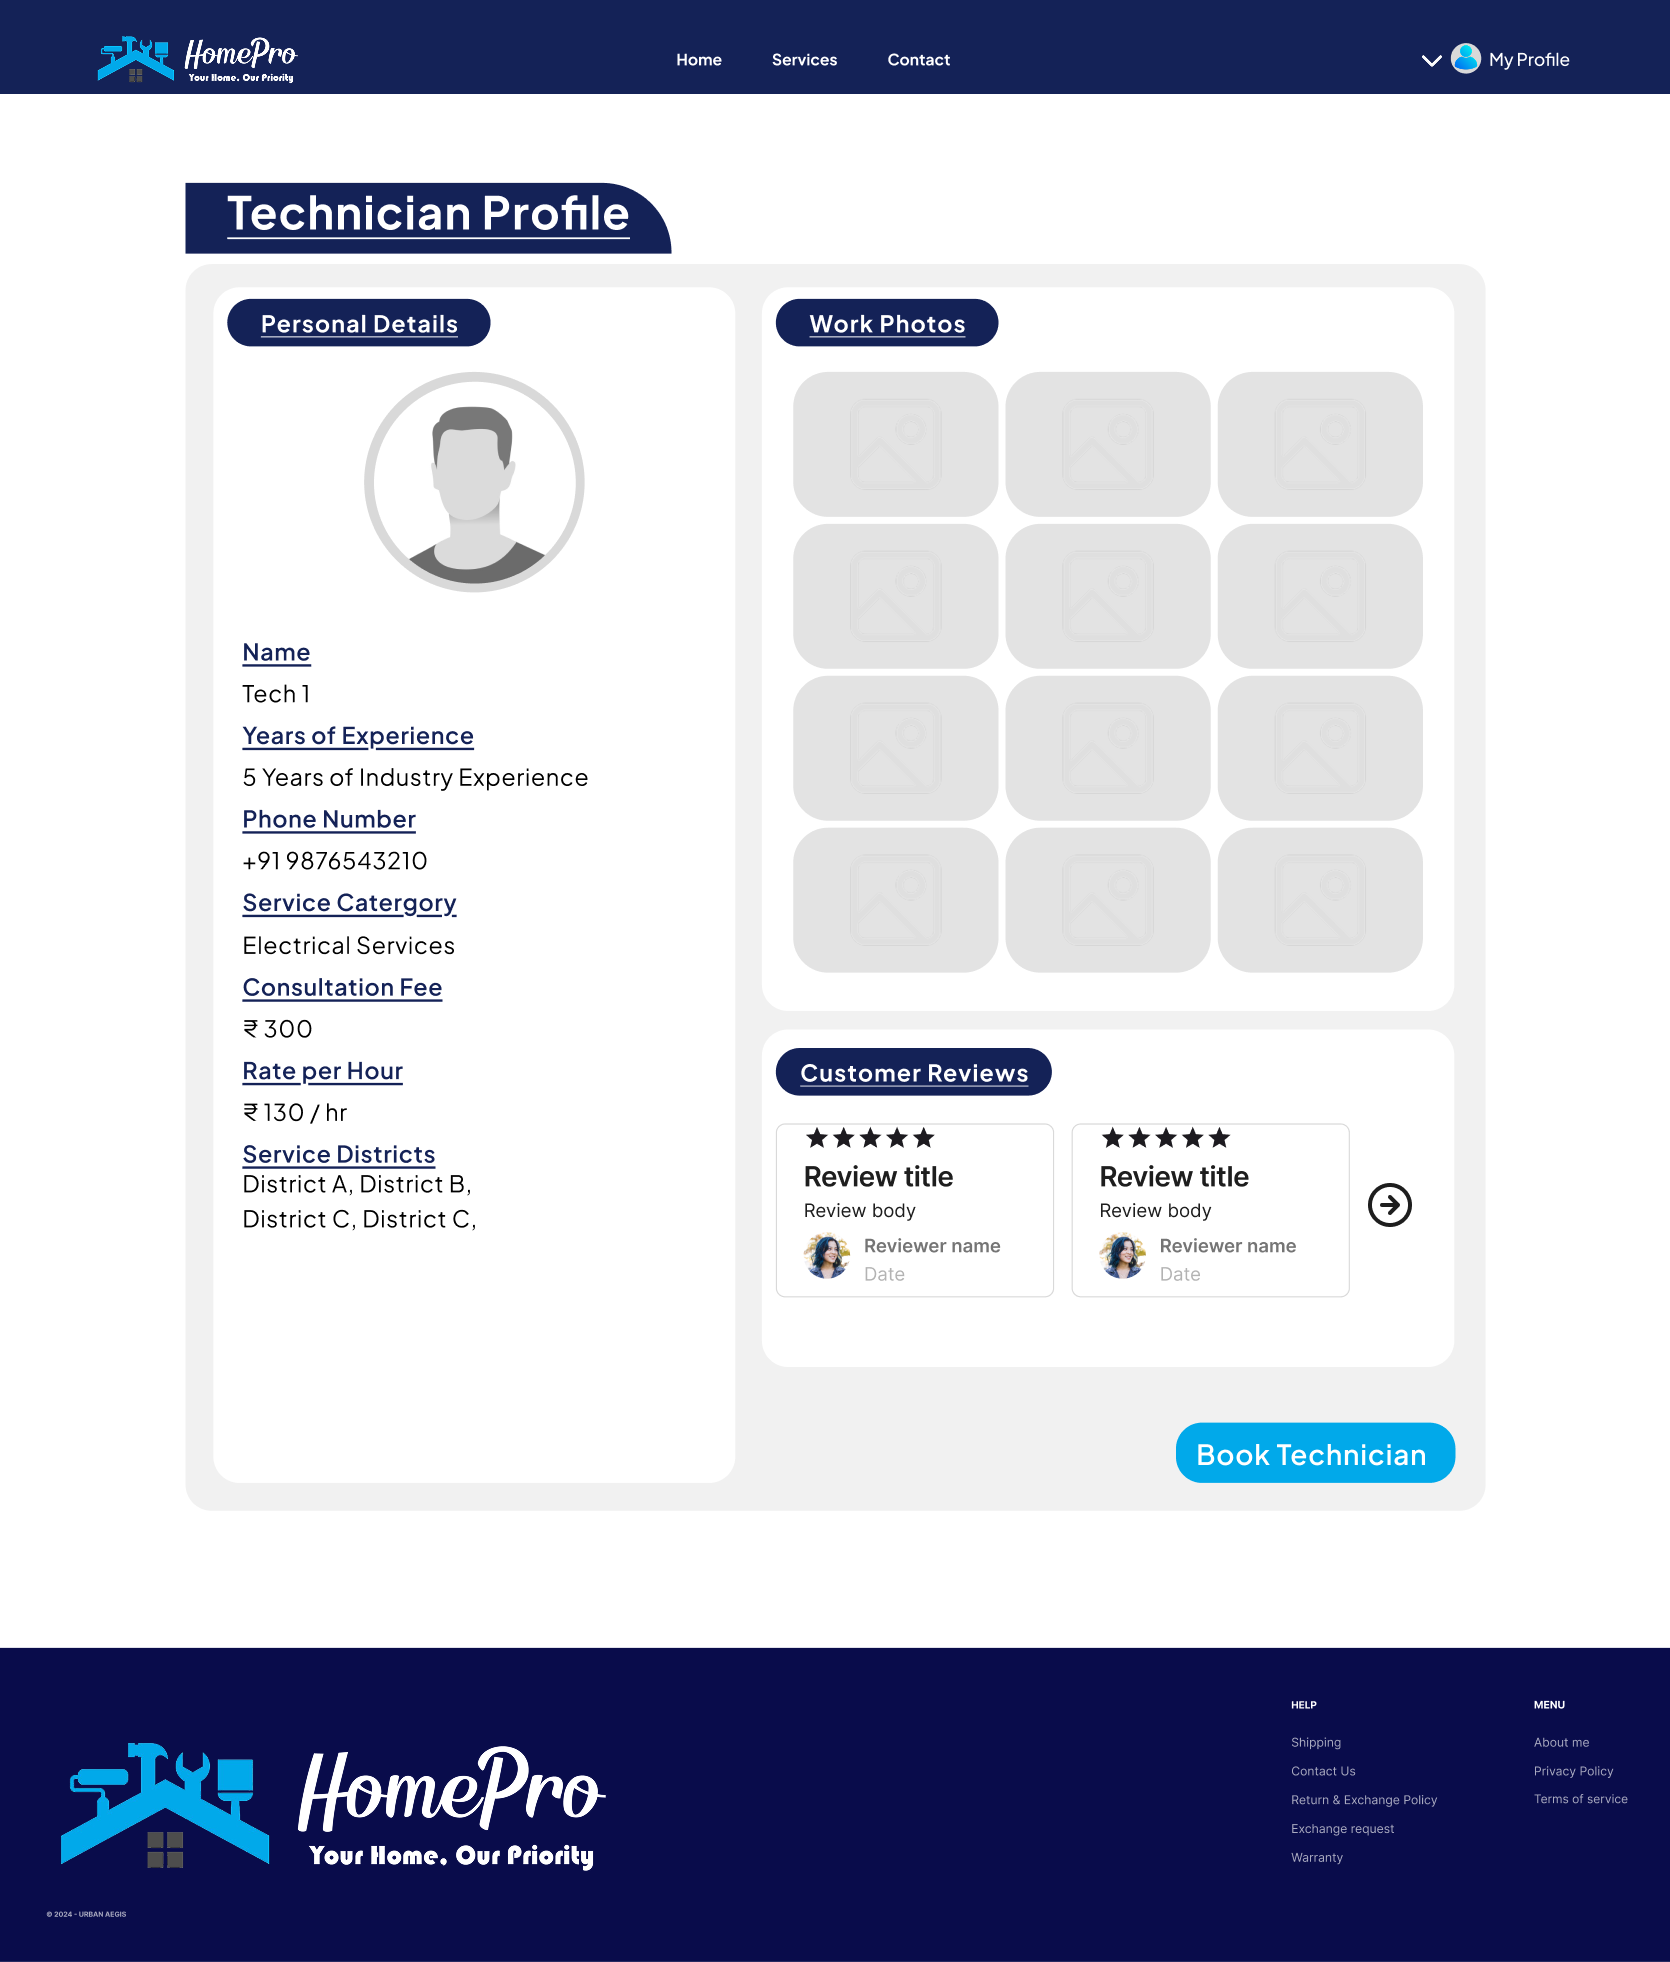 HomePro
Your Home. Our Priority
Home Services Contact
My Profile
Technician Profile
Personal Details
Name
Tech 1
Years of Experience
5 Years of Industry Experience
Phone Number
+91 9876543210
Service Catergory
Electrical Services
Consultation Fee
₹ 300
Rate per Hour
₹ 130 / hr
Service Districts
District A, District B,
District C, District C,
Work Photos
Customer Reviews
Review title
Review body
Reviewer name
Date
Review title
Review body
Reviewer name
Date
Book Technician
HomePro
Your Home. Our Priority
© 2024 - URBAN AEGIS
HELP
Shipping
Contact Us
Return & Exchange Policy
Exchange request
Warranty
MENU
About me
Privacy Policy
Terms of service